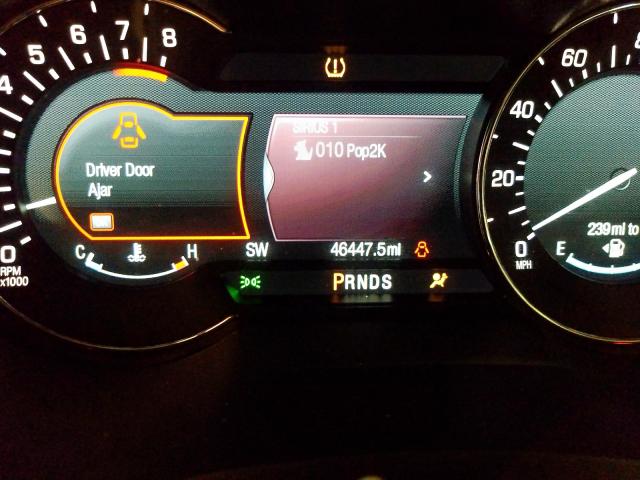 4 5 6 7 8
0
RPM
x1000
Driver Door
Ajar
C H
SIRIUS 1
010 Pop2K
>
SW 46447.5mi
PRNDS
60
40
20
0
MPH
239mi to
E